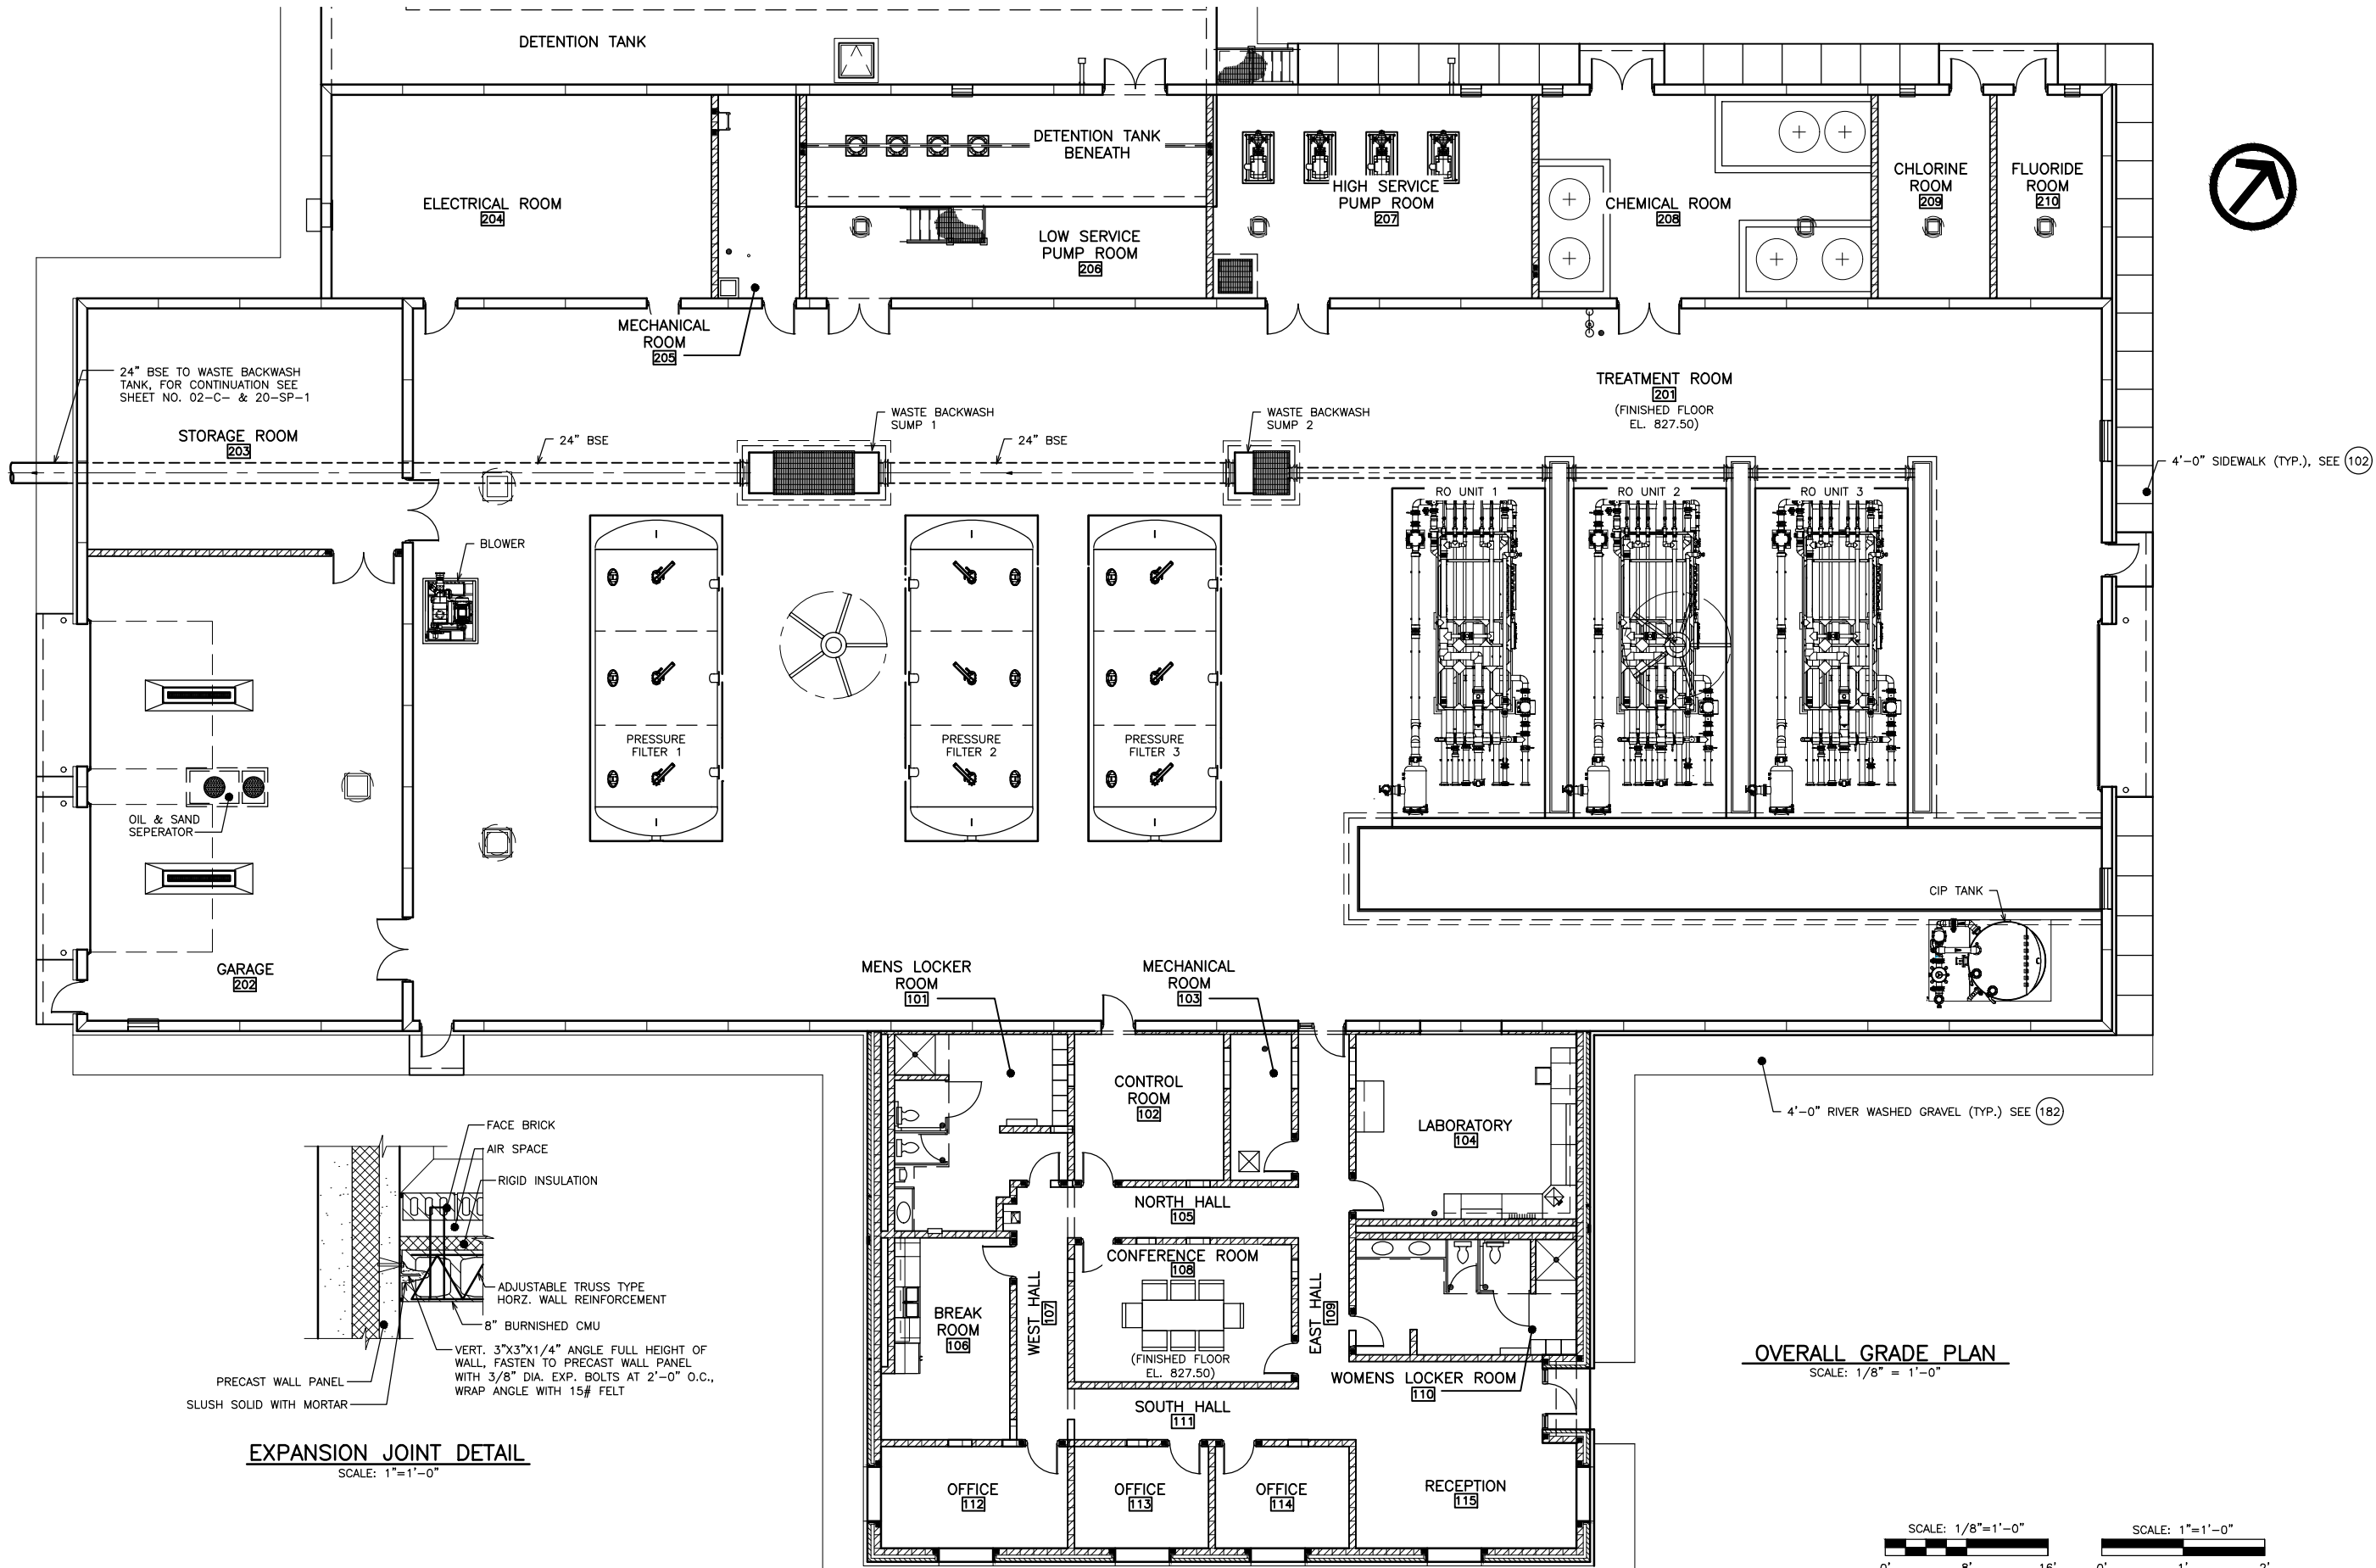 DETENTION TANK
DETENTION TANK
BENEATH
ELECTRICAL ROOM
204
MECHANICAL
ROOM
205
LOW SERVICE
PUMP ROOM
206
HIGH SERVICE
PUMP ROOM
207
CHEMICAL ROOM
208
CHLORINE
ROOM
209
FLUORIDE
ROOM
210
24" BSE TO WASTE BACKWASH
TANK, FOR CONTINUATION SEE
SHEET NO. 02-C- & 20-SP-1
STORAGE ROOM
203
24" BSE
WASTE BACKWASH
SUMP 1
24" BSE
WASTE BACKWASH
SUMP 2
TREATMENT ROOM
201
(FINISHED FLOOR
EL. 827.50)
4'-0" SIDEWALK (TYP.), SEE 102
RO UNIT 1
RO UNIT 2
RO UNIT 3
BLOWER
PRESSURE
FILTER 1
PRESSURE
FILTER 2
PRESSURE
FILTER 3
OIL & SAND
SEPERATOR
GARAGE
202
CIP TANK
MENS LOCKER
ROOM
101
MECHANICAL
ROOM
103
CONTROL
ROOM
102
LABORATORY
104
4'-0" RIVER WASHED GRAVEL (TYP.) SEE 182
NORTH HALL
105
CONFERENCE ROOM
108
(FINISHED FLOOR
EL. 827.50)
BREAK
ROOM
106
WEST HALL
107
EAST HALL
109
WOMENS LOCKER ROOM
110
SOUTH HALL
111
OFFICE
112
OFFICE
113
OFFICE
114
RECEPTION
115
FACE BRICK
AIR SPACE
RIGID INSULATION
ADJUSTABLE TRUSS TYPE
HORZ. WALL REINFORCEMENT
8" BURNISHED CMU
VERT. 3"X3"X1/4" ANGLE FULL HEIGHT OF
WALL, FASTEN TO PRECAST WALL PANEL
WITH 3/8" DIA. EXP. BOLTS AT 2'-0" O.C.,
WRAP ANGLE WITH 15# FELT
PRECAST WALL PANEL
SLUSH SOLID WITH MORTAR
EXPANSION JOINT DETAIL
SCALE: 1"=1'-0"
OVERALL GRADE PLAN
SCALE: 1/8" = 1'-0"
SCALE: 1/8"=1'-0"
0' 8' 16'
SCALE: 1"=1'-0"
0' 1' 2'